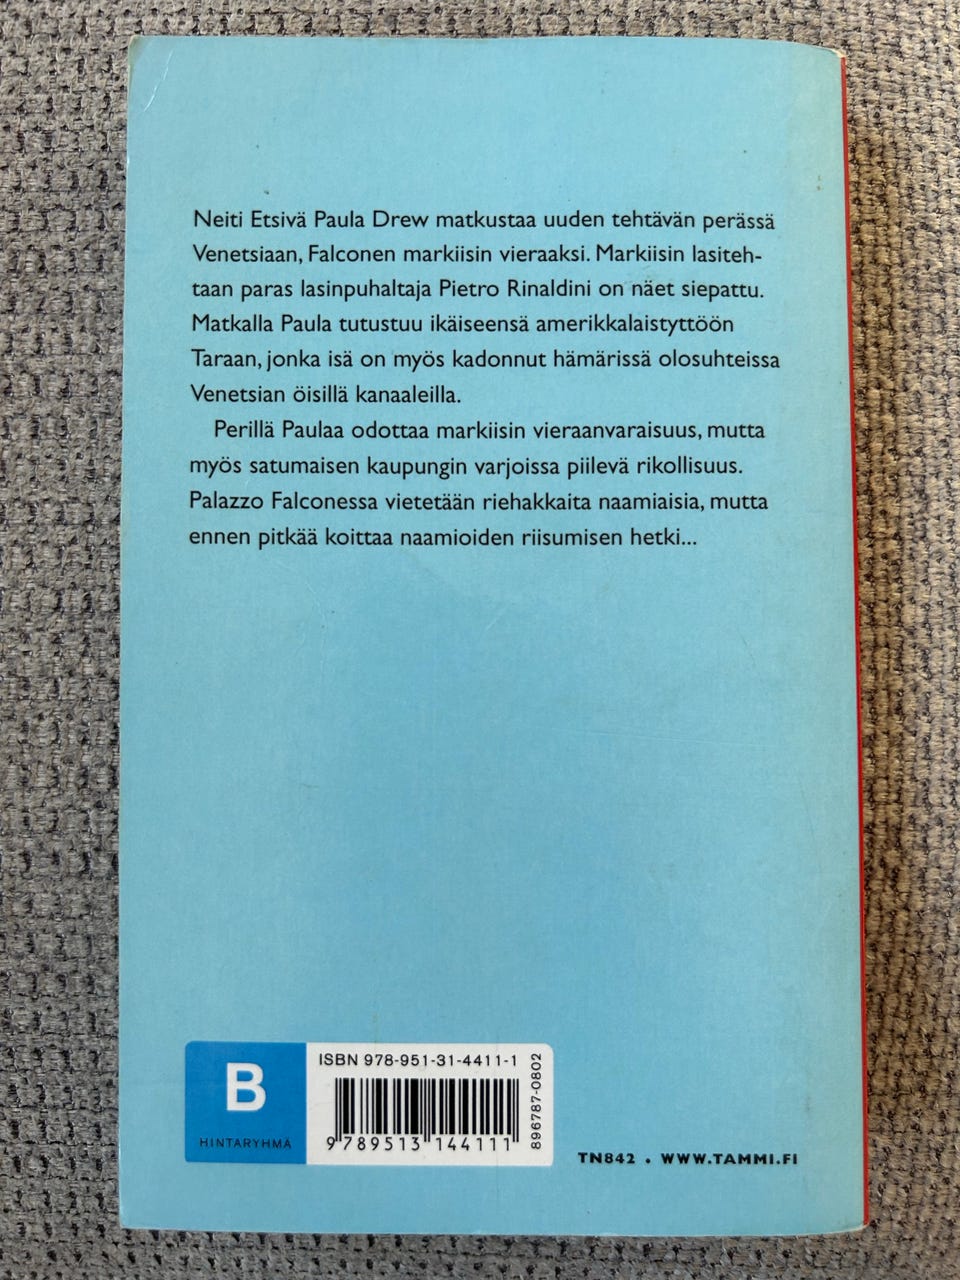 Neiti Etsivä Paula Drew matkustaa uuden tehtävän perässä
Venetsiaan, Falconen markiisin vieraaksi. Markiisin lasiteh-
taan paras lasinpuhaltaja Pietro Rinaldini on näet siepattu.
Matkalla Paula tutustuu ikäiseensä amerikkalaistyttöön
Taraan, jonka isä on myös kadonnut hämärissä olosuhteissa
Venetsian öisillä kanaaleilla.
Perillä Paulaa odottaa markiisin vieraanvaraisuus, mutta
myös satumaisen kaupungin varjoissa piilevä rikollisuus.
Palazzo Falconessa vietetään riehakkaita naamiaisia, mutta
ennen pitkää koittaa naamioiden riisumisen hetki...
B
HINTARYHMÄ
ISBN 978-951-31-4411-1
9 789513 144111
896787-0802
TN842 • WWW.TAMMI.FI